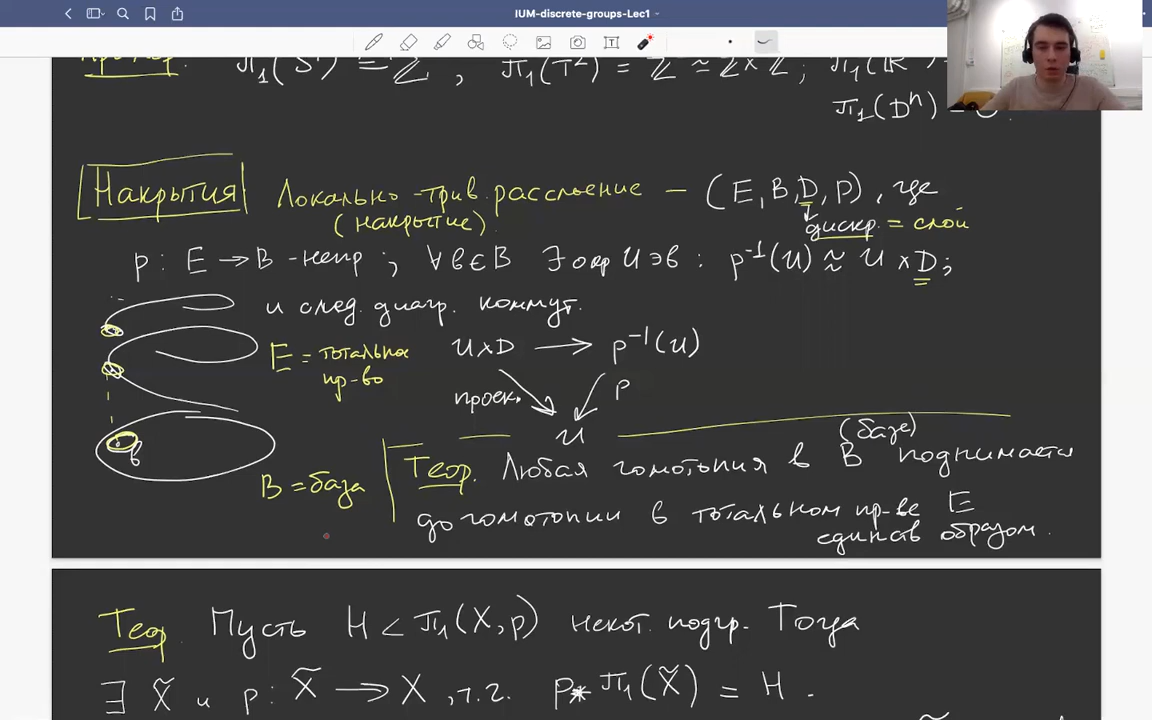 IUM-discrete-groups-Lec1
Пример. π₁(S¹) = ℤ, π₁(T²) = ℤ² ≃ ℤ×ℤ; π₁(ℝ
π₁(Dⁿ) = 0.
Накрытия Локально-трив. расслоение – (E, B, D, p), где
(накрытие). дискр. = слой
p: E → B - непр; ∀b∈B ∃ окр U∋b: p⁻¹(U) ≈ U×D;
и след. диагр. коммут.
E = тотальное
пр-во
U×D → p⁻¹(U)
проек. p
U
b
B = база
(базе)
Теор. Любая гомотопия в B поднимается
до гомотопии в тотальном пр-ве E
единств образом.
Теор. Пусть H < π₁(X, p) некот. подгр. Тогда
∃ X̃ и p: X̃ → X, т.г. p∗π₁(X̃) = H.